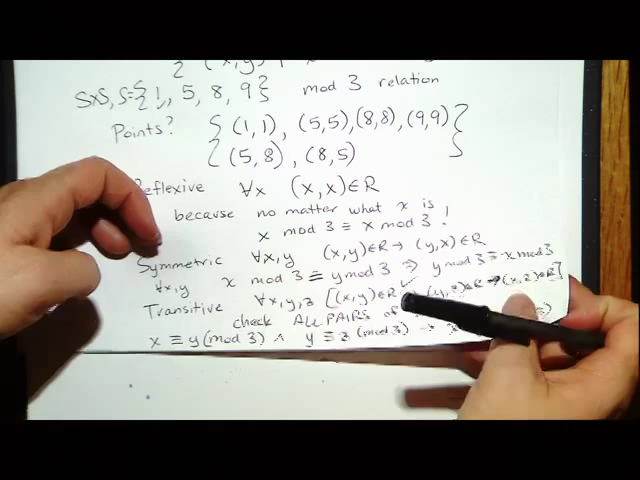 (x,y)
SxS, S={1, 5, 8, 9} mod 3 relation
Points? { (1,1), (5,5), (8,8), (9,9) }
{ (5,8), (8,5)
Reflexive ∀x (x,x)∈R
because no matter what x is
x mod 3 ≡ x mod 3!
Symmetric ∀x,y (x,y)∈R → (y,x)∈R
∀x,y x mod 3 ≡ y mod 3 ⇒ y mod 3 ≡ x mod 3
Transitive ∀x,y,z [(x,y)∈R (y,z)∈R → (x,z)∈R]
check ALL PAIRS of
x ≡ y (mod 3) ∧ y ≡ z (mod 3) →